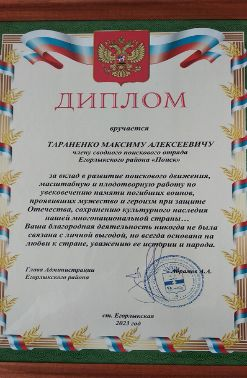 ДИПЛОМ
вручается
ТАРАНЕНКО МАКСИМУ АЛЕКСЕЕВИЧУ
члену сводного поискового отряда
Егорлыкского района «Поиск»
за вклад в развитие поискового движения,
масштабную и плодотворную работу по
увековечению памяти погибших воинов,
проявивших мужество и героизм при защите
Отечества, сохранению культурного наследия
нашей многонациональной страны...
Ваша благородная деятельность никогда не была
связана с личной выгодой, но всегда основана на
любви к стране, уважению ее истории и народа.
Глава Администрации
Егорлыкского района
Абрамов А.А.
ст. Егорлыкская
2023 год